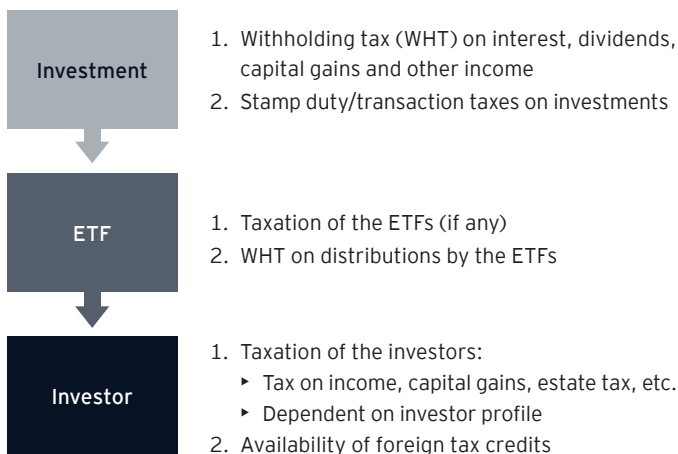 Investment
1. Withholding tax (WHT) on interest, dividends,
capital gains and other income
2. Stamp duty/transaction taxes on investments
ETF
1. Taxation of the ETFs (if any)
2. WHT on distributions by the ETFs
Investor
1. Taxation of the investors:
‣ Tax on income, capital gains, estate tax, etc.
‣ Dependent on investor profile
2. Availability of foreign tax credits